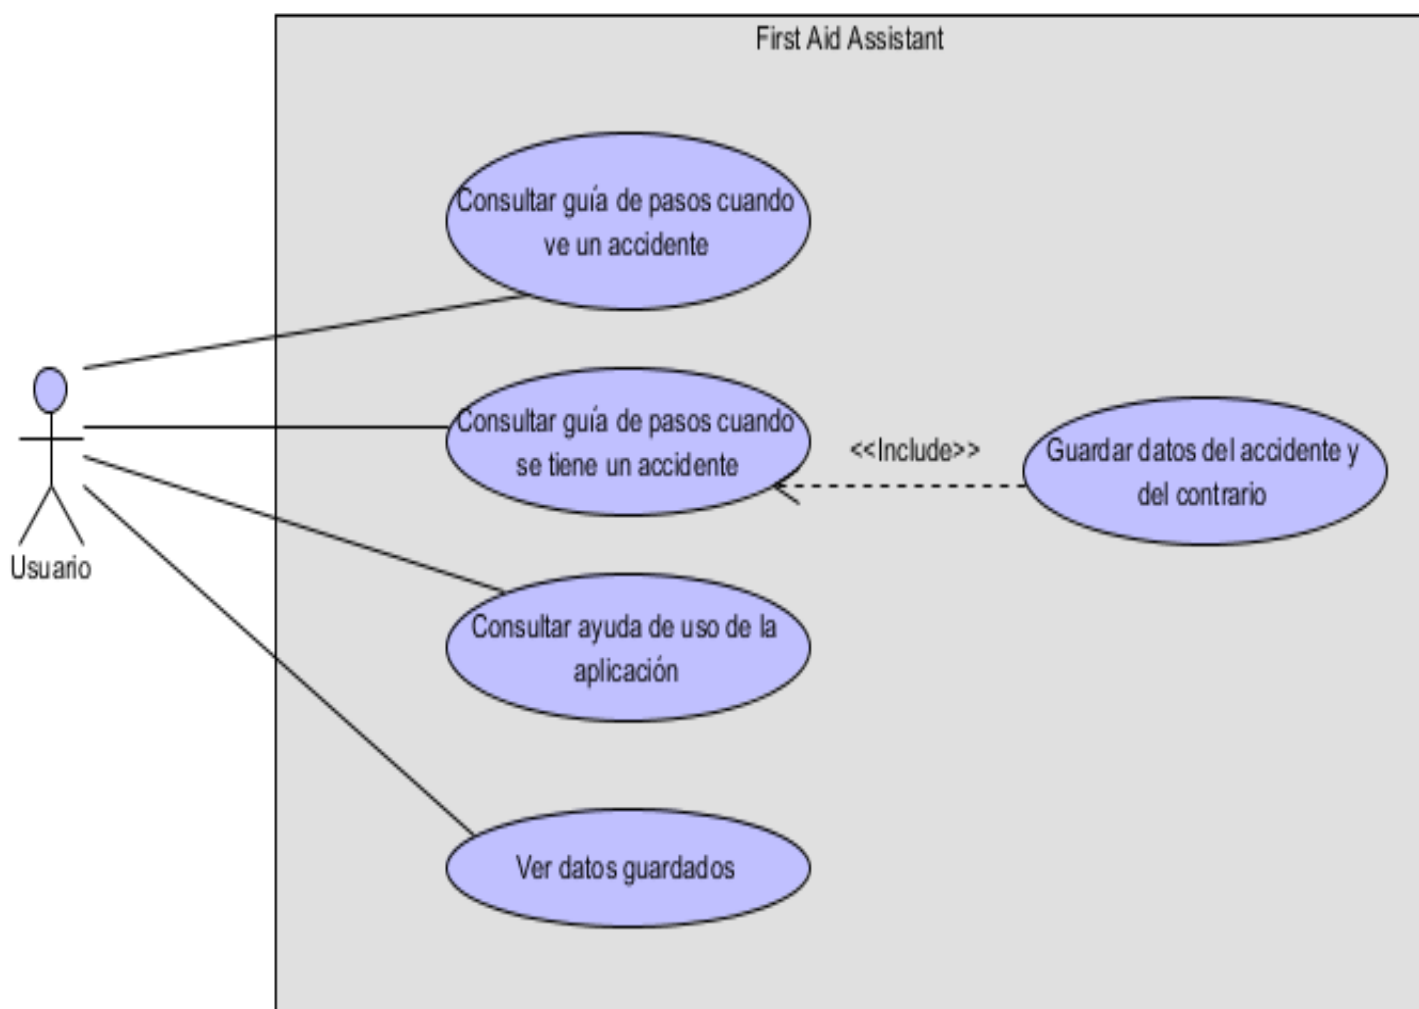 First Aid Assistant
Consultar guía de pasos cuando
ve un accidente
Consultar guía de pasos cuando
se tiene un accidente
<<Include>>
Guardar datos del accidente y
del contrario
Usuario
Consultar ayuda de uso de la
aplicación
Ver datos guardados